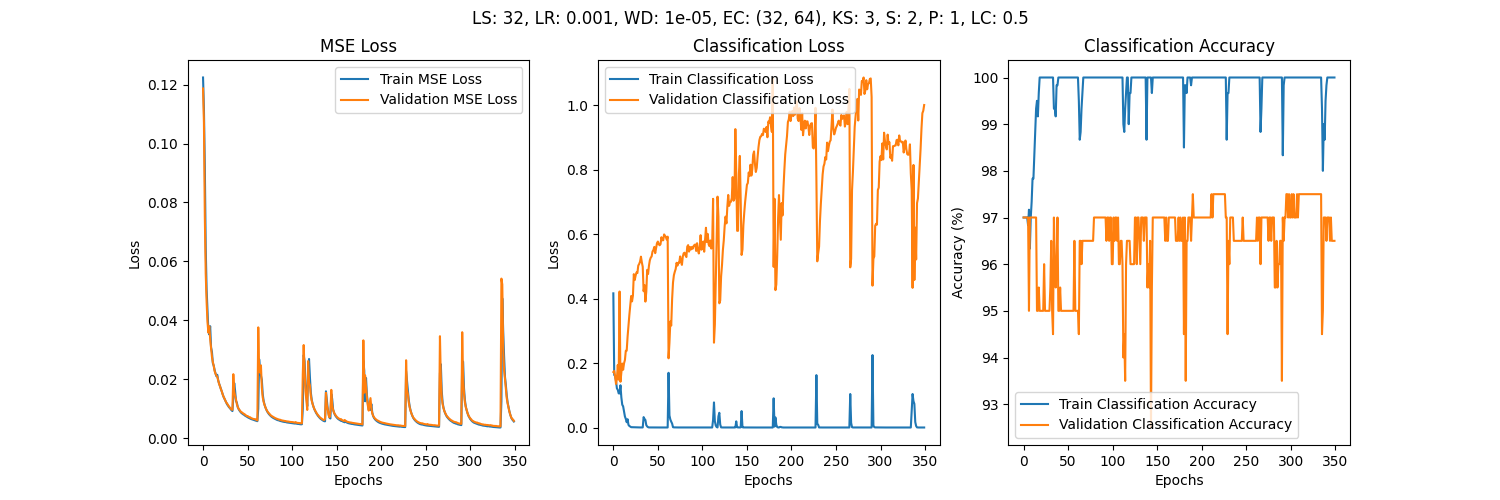 LS: 32, LR: 0.001, WD: 1e-05, EC: (32, 64), KS: 3, S: 2, P: 1, LC: 0.5
MSE Loss
Loss
0.12
0.10
0.08
0.06
0.04
0.02
0.00
Train MSE Loss
Validation MSE Loss
0 50 100 150 200 250 300 350
Epochs
Classification Loss
Loss
1.0
0.8
0.6
0.4
0.2
0.0
Train Classification Loss
Validation Classification Loss
0 50 100 150 200 250 300 350
Epochs
Classification Accuracy
Accuracy (%)
100
99
98
97
96
95
94
93
Train Classification Accuracy
Validation Classification Accuracy
0 50 100 150 200 250 300 350
Epochs